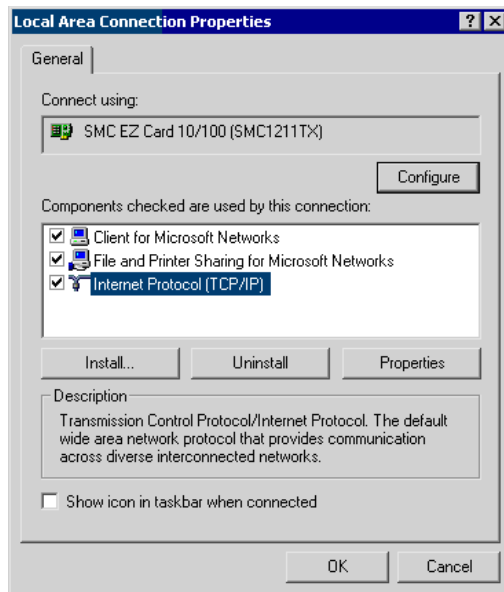 Local Area Connection Properties
General
Connect using:
SMC EZ Card 10/100 (SMC1211TX)
Configure
Components checked are used by this connection:
Client for Microsoft Networks
File and Printer Sharing for Microsoft Networks
Internet Protocol (TCP/IP)
Install... Uninstall Properties
Description
Transmission Control Protocol/Internet Protocol. The default
wide area network protocol that provides communication
across diverse interconnected networks.
Show icon in taskbar when connected
OK Cancel